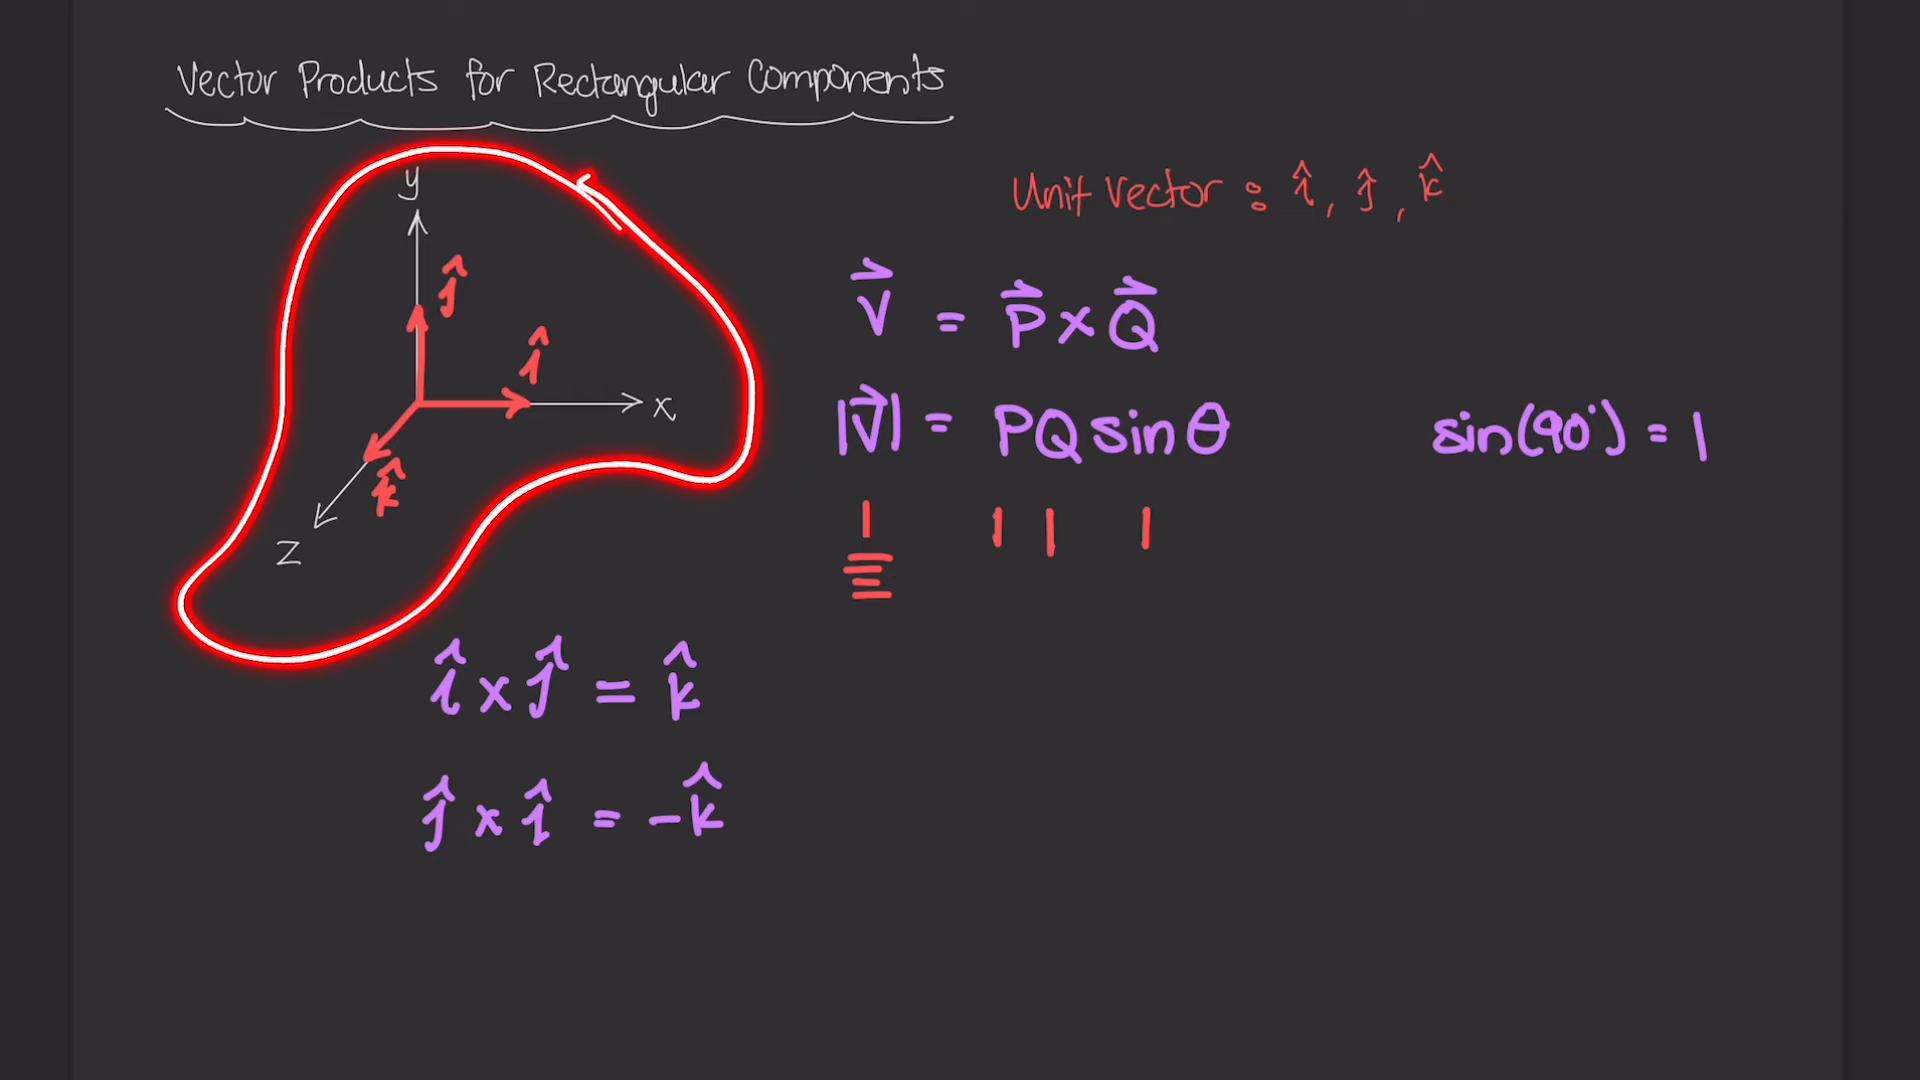 Vector Products for Rectangular Components
Unit Vector : î, ĵ, k̂
y
ĵ
î
x
k̂
z
V⃗ = P⃗ × Q⃗
|V⃗| = PQ sin θ
sin(90°) = 1
1 1 1 1
î × ĵ = k̂
ĵ × î = -k̂